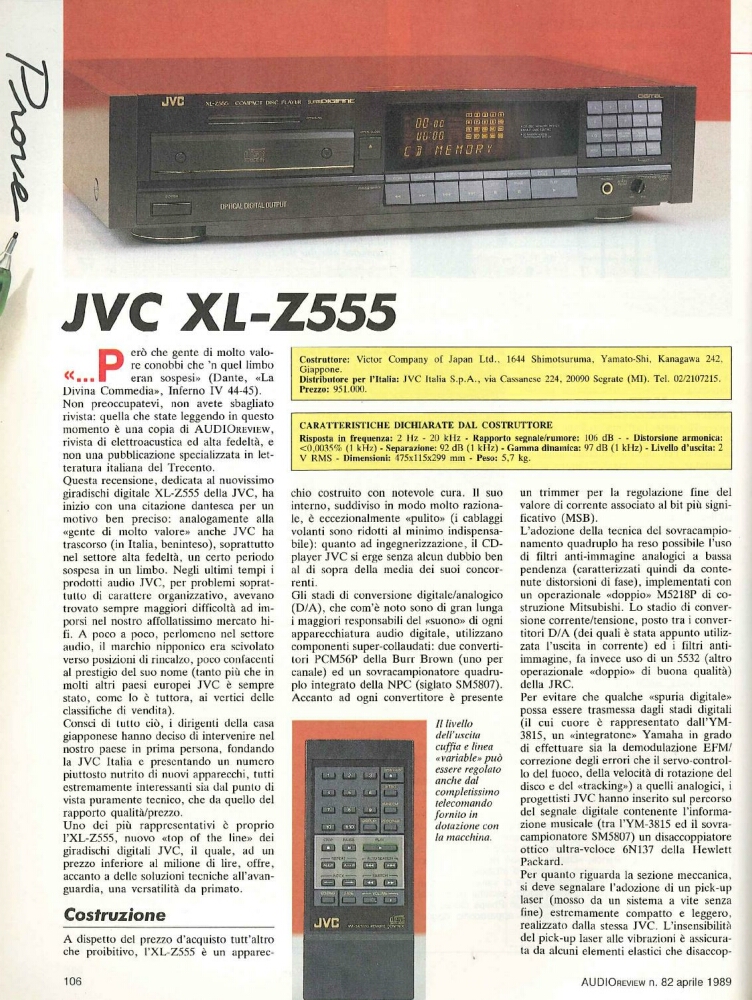 Prove
JVC
XL-Z555 COMPACT DISC PLAYER
DIGIFINE
DIGITAL
00 00
00:00
CD MEMORY
OPTICAL DIGITAL OUTPUT
JVC XL-Z555
«...Però che gente di molto valo-
re conobbi che 'n quel limbo
eran sospesi» (Dante, «La
Divina Commedia», Inferno IV 44-45).
Non preoccupatevi, non avete sbagliato
rivista: quella che state leggendo in questo
momento è una copia di AUDIOREVIEW,
rivista di elettroacustica ed alta fedeltà, e
non una pubblicazione specializzata in let-
teratura italiana del Trecento.
Questa recensione, dedicata al nuovissimo
giradischi digitale XL-Z555 della JVC, ha
inizio con una citazione dantesca per un
motivo ben preciso: analogamente alla
«gente di molto valore» anche JVC ha
trascorso (in Italia, beninteso), soprattutto
nel settore alta fedeltà, un certo periodo
sospesa in un limbo. Negli ultimi tempi i
prodotti audio JVC, per problemi soprat-
tutto di carattere organizzativo, avevano
trovato sempre maggiori difficoltà ad im-
porsi nel nostro affollatissimo mercato hi-
fi. A poco a poco, perlomeno nel settore
audio, il marchio nipponico era scivolato
verso posizioni di rincalzo, poco confacenti
al prestigio del suo nome (tanto più che in
molti altri paesi europei JVC è sempre
stato, come lo è tuttora, ai vertici delle
classifiche di vendita).
Consci di tutto ciò, i dirigenti della casa
giapponese hanno deciso di intervenire nel
nostro paese in prima persona, fondando
la JVC Italia e presentando un numero
piuttosto nutrito di nuovi apparecchi, tutti
estremamente interessanti sia dal punto di
vista puramente tecnico, che da quello del
rapporto qualità/prezzo.
Uno dei più rappresentativi è proprio
l'XL-Z555, nuovo «top of the line» dei
giradischi digitali JVC, il quale, ad un
prezzo inferiore al milione di lire, offre,
accanto a delle soluzioni tecniche all'avan-
guardia, una versatilità da primato.
Costruzione
A dispetto del prezzo d'acquisto tutt'altro
che proibitivo, l'XL-Z555 è un apparec-
Costruttore: Victor Company of Japan Ltd., 1644 Shimotsuruma, Yamato-Shi, Kanagawa 242,
Giappone.
Distributore per l'Italia: JVC Italia S.p.A., via Cassanese 224, 20090 Segrate (MI). Tel. 02/2107215.
Prezzo: 951.000.
CARATTERISTICHE DICHIARATE DAL COSTRUTTORE
Risposta in frequenza: 2 Hz - 20 kHz - Rapporto segnale/rumore: 106 dB - - Distorsione armonica:
<0,0035% (1 kHz) - Separazione: 92 dB (1 kHz) - Gamma dinamica: 97 dB (1 kHz) - Livello d'uscita: 2
V RMS - Dimensioni: 475x115x299 mm - Peso: 5,7 kg.
chio costruito con notevole cura. Il suo
interno, suddiviso in modo molto raziona-
le, è eccezionalmente «pulito» (i cablaggi
volanti sono ridotti al minimo indispensa-
bile): quanto ad ingegnerizzazione, il CD-
player JVC si erge senza alcun dubbio ben
al di sopra della media dei suoi concor-
renti.
Gli stadi di conversione digitale/analogico
(D/A), che com'è noto sono di gran lunga
i maggiori responsabili del «suono» di ogni
apparecchiatura audio digitale, utilizzano
componenti super-collaudati: due converti-
tori PCM56P della Burr Brown (uno per
canale) ed un sovracampionatore quadru-
plo integrato della NPC (siglato SM5807).
Accanto ad ogni convertitore è presente
Il livello
dell'uscita
cuffia e linea
«variabile» può
essere regolato
anche dal
completissimo
telecomando
fornito in
dotazione con
la macchina.
JVC
un trimmer per la regolazione fine del
valore di corrente associato al bit più signi-
ficativo (MSB).
L'adozione della tecnica del sovracampio-
namento quadruplo ha reso possibile l'uso
di filtri anti-immagine analogici a bassa
pendenza (caratterizzati quindi da conte-
nute distorsioni di fase), implementati con
un operazionale «doppio» M5218P di co-
struzione Mitsubishi. Lo stadio di conver-
sione corrente/tensione, posto tra i conver-
titori D/A (dei quali è stata appunto utiliz-
zata l'uscita in corrente) ed i filtri anti-
immagine, fa invece uso di un 5532 (altro
operazionale «doppio» di buona qualità)
della JRC.
Per evitare che qualche «spuria digitale»
possa essere trasmessa dagli stadi digitali
(il cui cuore è rappresentato dall'YM-
3815, un «integratone» Yamaha in grado
di effettuare sia la demodulazione EFM/
correzione degli errori che il servo-control-
lo del fuoco, della velocità di rotazione del
disco e del «tracking») a quelli analogici, i
progettisti JVC hanno inserito sul percorso
del segnale digitale contenente l'informa-
zione musicale (tra l'YM-3815 ed il sovra-
campionatore SM5807) un disaccoppiatore
ottico ultra-veloce 6N137 della Hewlett
Packard.
Per quanto riguarda la sezione meccanica,
si deve segnalare l'adozione di un pick-up
laser (mosso da un sistema a vite senza
fine) estremamente compatto e leggero,
realizzato dalla stessa JVC. L'insensibilità
del pick-up laser alle vibrazioni è assicura-
ta da alcuni elementi elastici che disaccop-
106
AUDIOREVIEW n. 82 aprile 1989